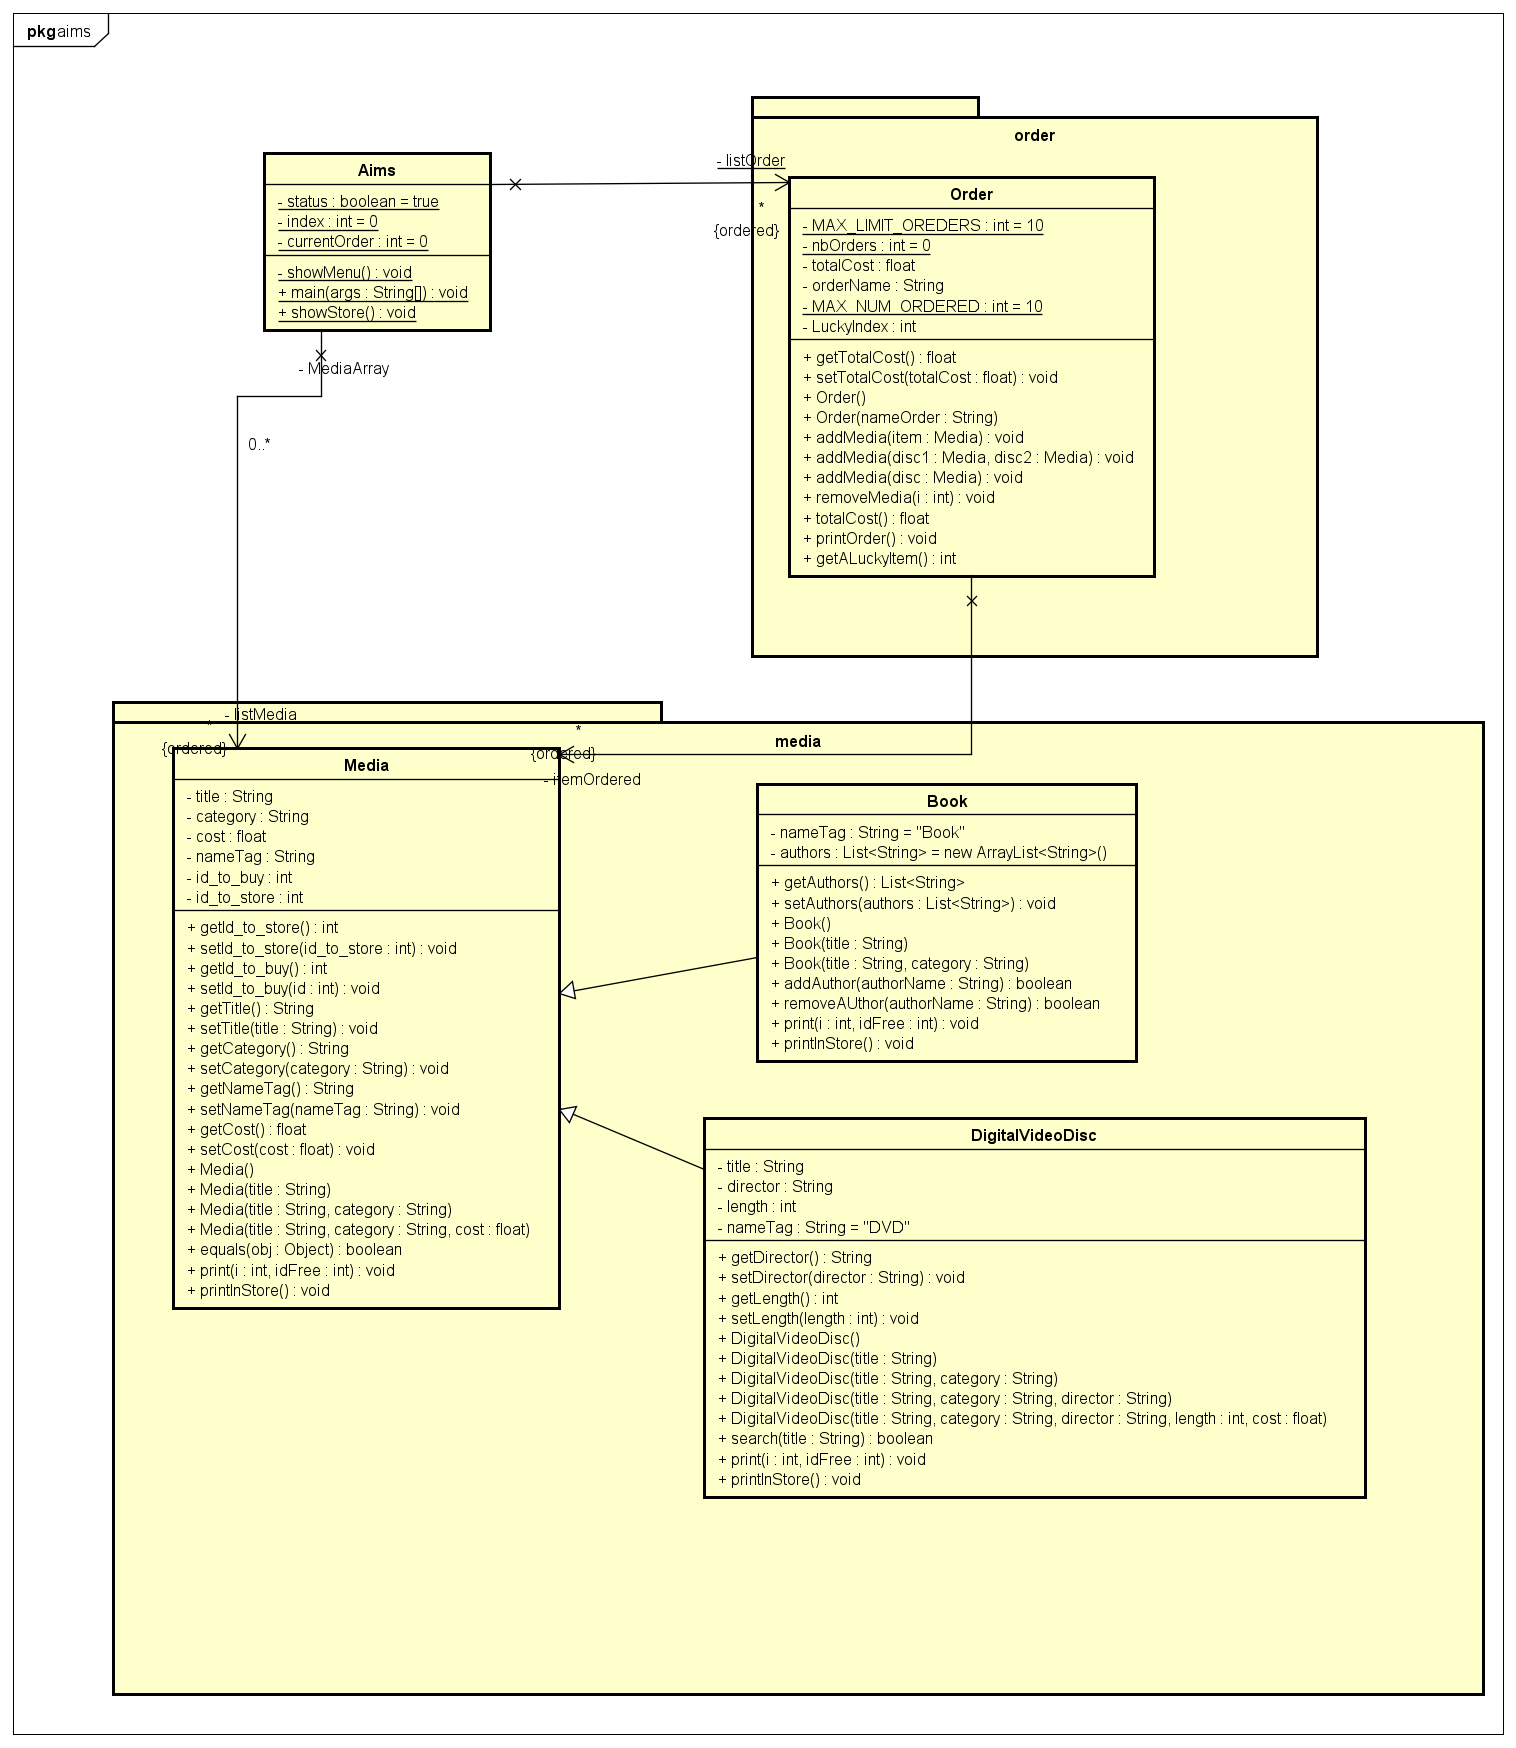 pkg aims
order
Aims
- status : boolean = true
- index : int = 0
- currentOrder : int = 0
- showMenu() : void
+ main(args : String[]) : void
+ showStore() : void
- listOrder
*
{ordered}
Order
- MAX_LIMIT_OREDERS : int = 10
- nbOrders : int = 0
- totalCost : float
- orderName : String
- MAX_NUM_ORDERED : int = 10
- LuckyIndex : int
+ getTotalCost() : float
+ setTotalCost(totalCost : float) : void
+ Order()
+ Order(nameOrder : String)
+ addMedia(item : Media) : void
+ addMedia(disc1 : Media, disc2 : Media) : void
+ addMedia(disc : Media) : void
+ removeMedia(i : int) : void
+ totalCost() : float
+ printOrder() : void
+ getALuckyItem() : int
- MediaArray
0..*
- listMedia
*
{ordered}
*
{ordered}
- itemOrdered
media
Media
- title : String
- category : String
- cost : float
- nameTag : String
- id_to_buy : int
- id_to_store : int
+ getId_to_store() : int
+ setId_to_store(id_to_store : int) : void
+ getId_to_buy() : int
+ setId_to_buy(id : int) : void
+ getTitle() : String
+ setTitle(title : String) : void
+ getCategory() : String
+ setCategory(category : String) : void
+ getNameTag() : String
+ setNameTag(nameTag : String) : void
+ getCost() : float
+ setCost(cost : float) : void
+ Media()
+ Media(title : String)
+ Media(title : String, category : String)
+ Media(title : String, category : String, cost : float)
+ equals(obj : Object) : boolean
+ print(i : int, idFree : int) : void
+ printInStore() : void
Book
- nameTag : String = "Book"
- authors : List<String> = new ArrayList<String>()
+ getAuthors() : List<String>
+ setAuthors(authors : List<String>) : void
+ Book()
+ Book(title : String)
+ Book(title : String, category : String)
+ addAuthor(authorName : String) : boolean
+ removeAUthor(authorName : String) : boolean
+ print(i : int, idFree : int) : void
+ printInStore() : void
DigitalVideoDisc
- title : String
- director : String
- length : int
- nameTag : String = "DVD"
+ getDirector() : String
+ setDirector(director : String) : void
+ getLength() : int
+ setLength(length : int) : void
+ DigitalVideoDisc()
+ DigitalVideoDisc(title : String)
+ DigitalVideoDisc(title : String, category : String)
+ DigitalVideoDisc(title : String, category : String, director : String)
+ DigitalVideoDisc(title : String, category : String, director : String, length : int, cost : float)
+ search(title : String) : boolean
+ print(i : int, idFree : int) : void
+ printInStore() : void